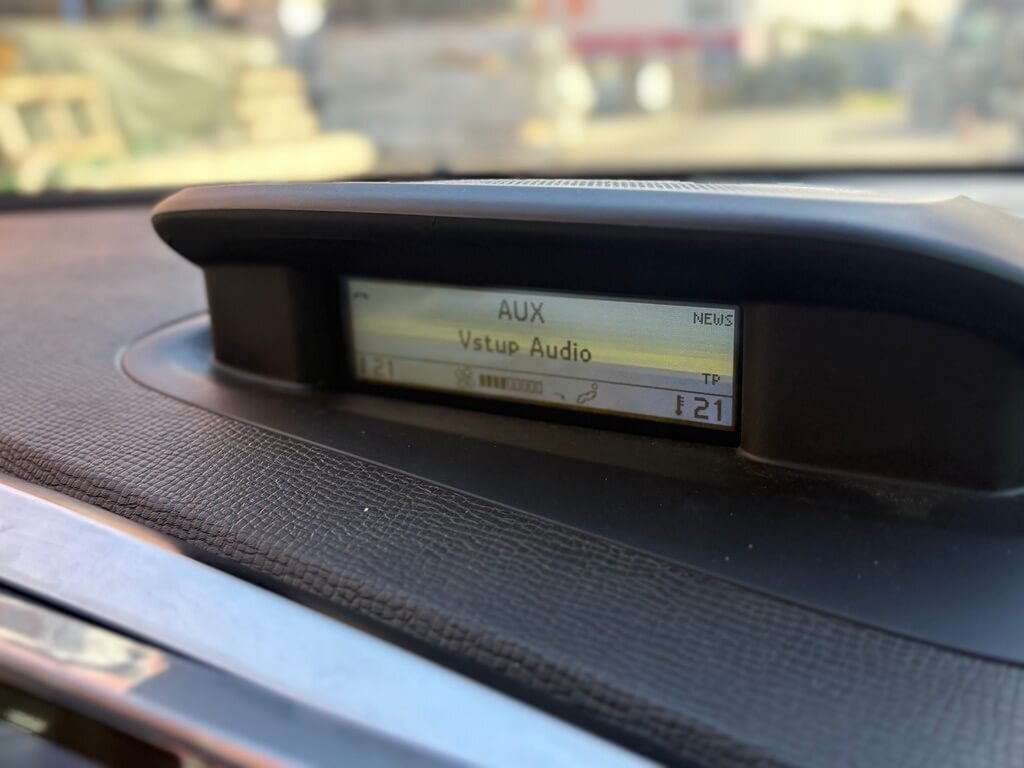 AUX
NEWS
Vstup Audio
TP
21
21